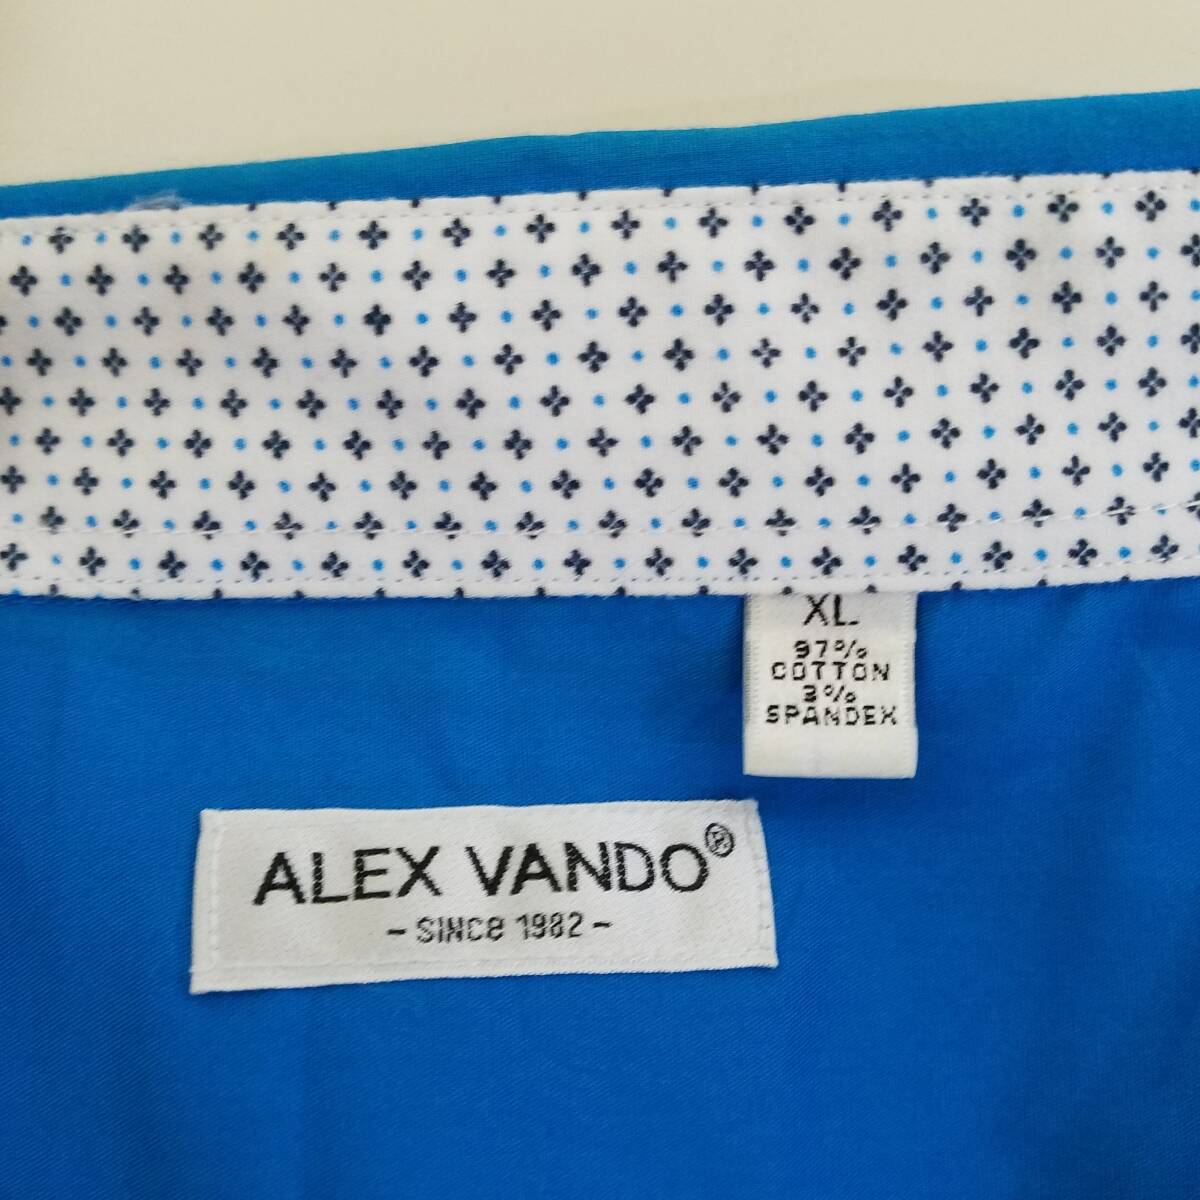 XL
97%
COTTON
3%
SPANDEX
ALEX VANDO®
- SINCE 1982 -